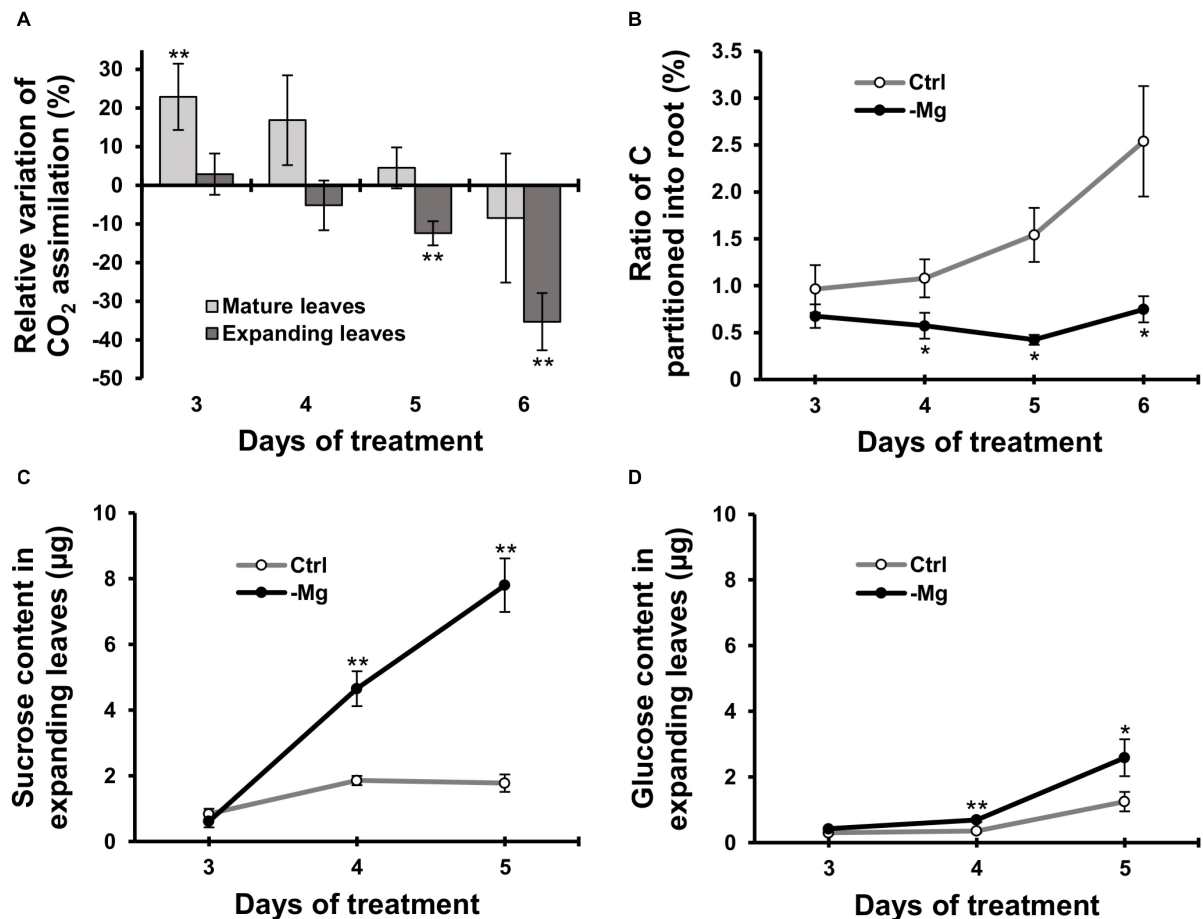 A
Relative variation of
CO₂ assimilation (%)
30
20
10
0
-10
-20
-30
-40
-50
**
**
**
Mature leaves
Expanding leaves
3 4 5 6
Days of treatment
B
Ratio of C
partitioned into root (%)
3.5
3.0
2.5
2.0
1.5
1.0
0.5
0
Ctrl
-Mg
* * *
3 4 5 6
Days of treatment
C
Sucrose content in
expanding leaves (µg)
10
8
6
4
2
0
Ctrl
-Mg
**
**
3 4 5
Days of treatment
D
Glucose content in
expanding leaves (µg)
10
8
6
4
2
0
Ctrl
-Mg
*
**
3 4 5
Days of treatment